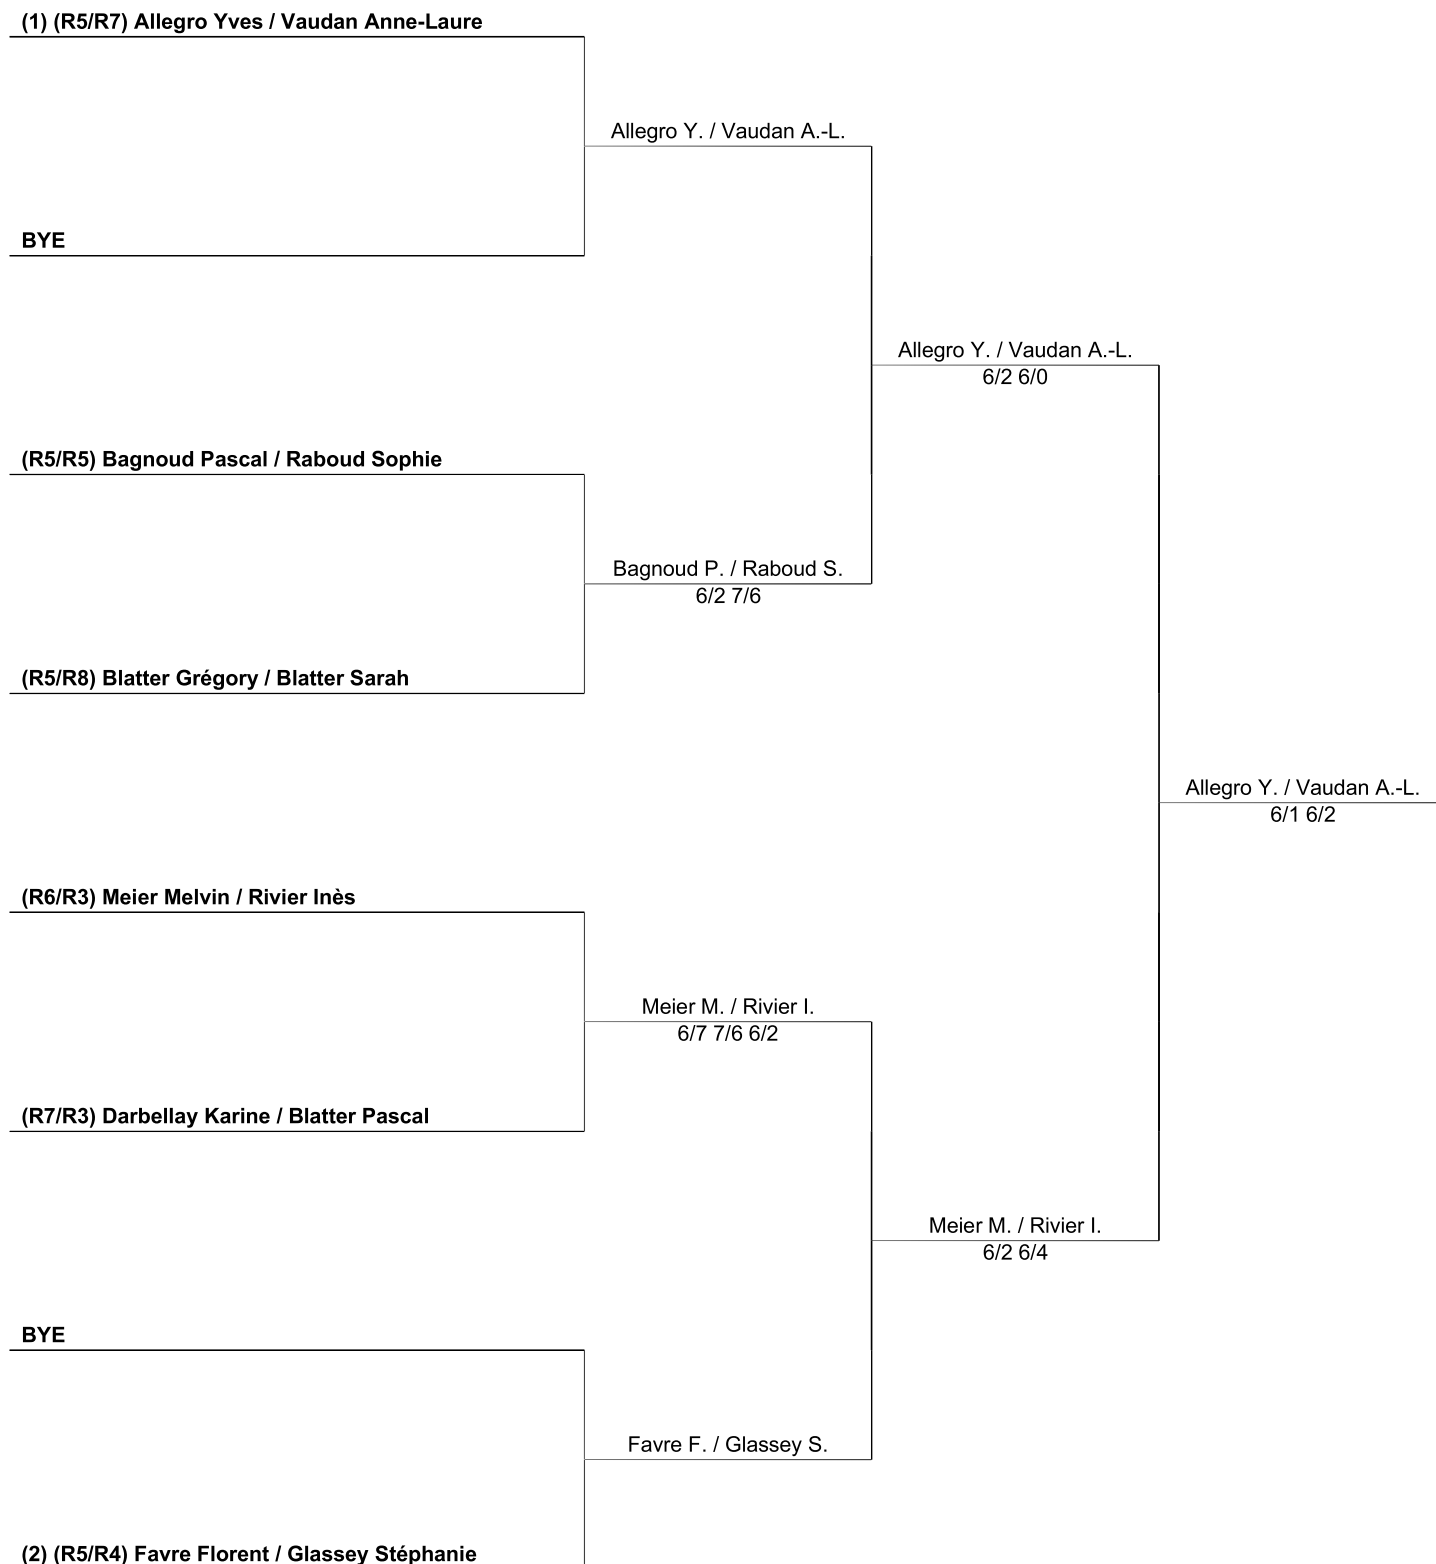 (1) (R5/R7) Allegro Yves / Vaudan Anne-Laure
Allegro Y. / Vaudan A.-L.
BYE
Allegro Y. / Vaudan A.-L.
6/2 6/0
(R5/R5) Bagnoud Pascal / Raboud Sophie
Bagnoud P. / Raboud S.
6/2 7/6
(R5/R8) Blatter Grégory / Blatter Sarah
Allegro Y. / Vaudan A.-L.
6/1 6/2
(R6/R3) Meier Melvin / Rivier Inès
Meier M. / Rivier I.
6/7 7/6 6/2
(R7/R3) Darbellay Karine / Blatter Pascal
Meier M. / Rivier I.
6/2 6/4
BYE
Favre F. / Glassey S.
(2) (R5/R4) Favre Florent / Glassey Stéphanie